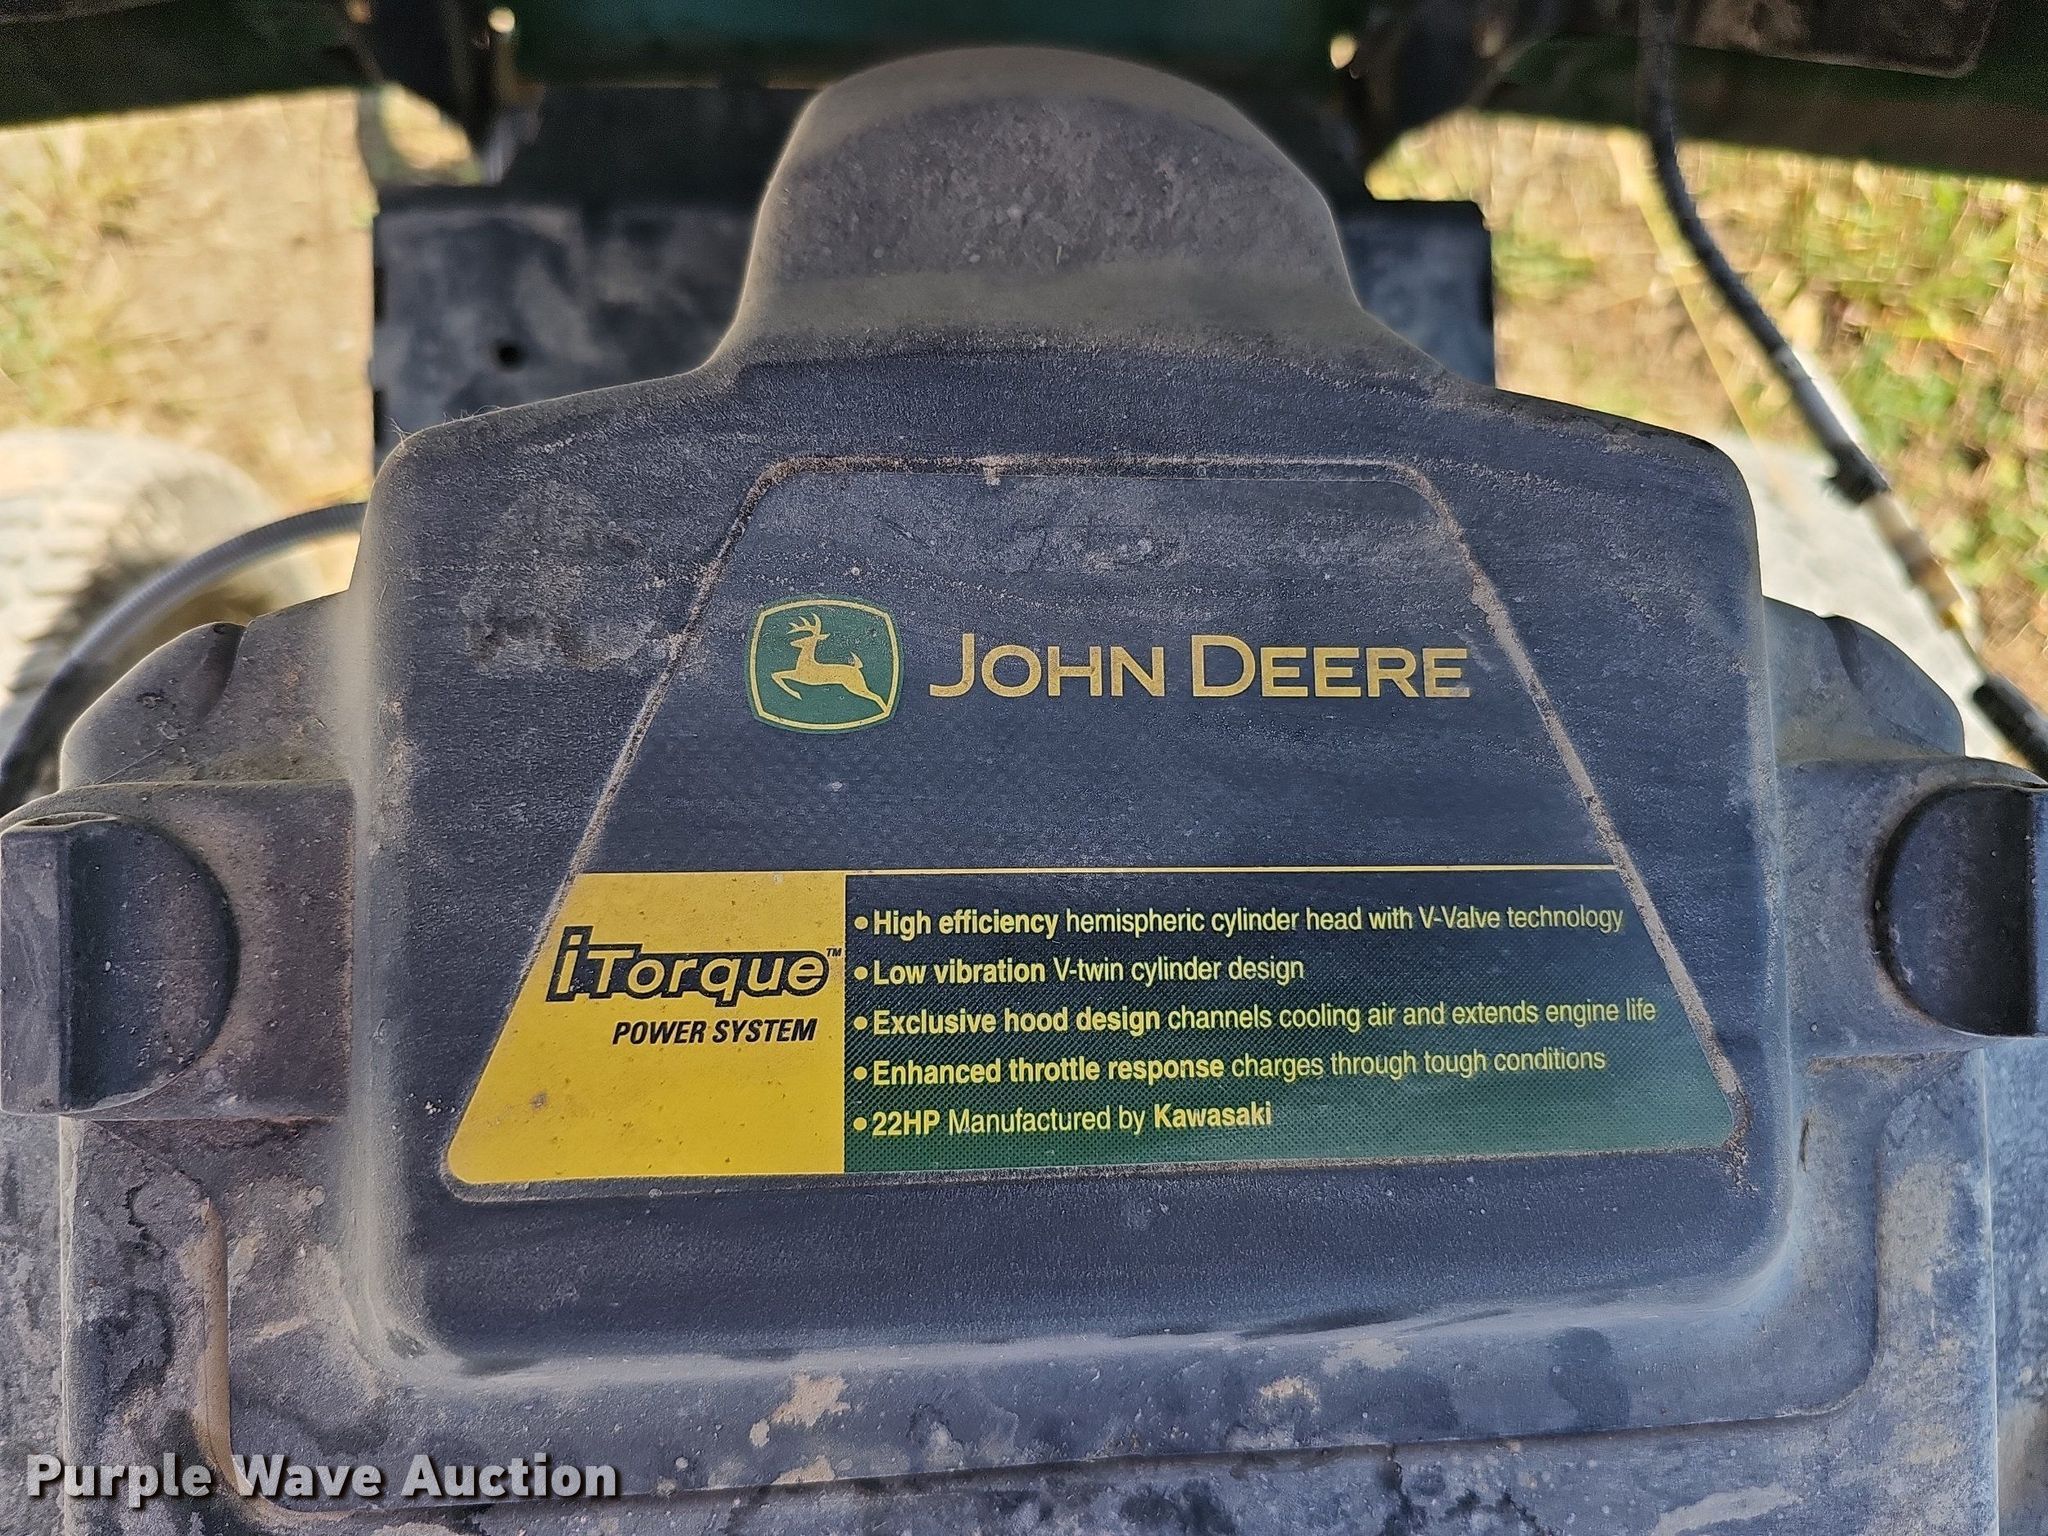 JOHN DEERE
iTorque™
POWER SYSTEM
• High efficiency hemispheric cylinder head with V-Valve technology
• Low vibration V-twin cylinder design
• Exclusive hood design channels cooling air and extends engine life
• Enhanced throttle response charges through tough conditions
• 22HP Manufactured by Kawasaki
Purple Wave Auction